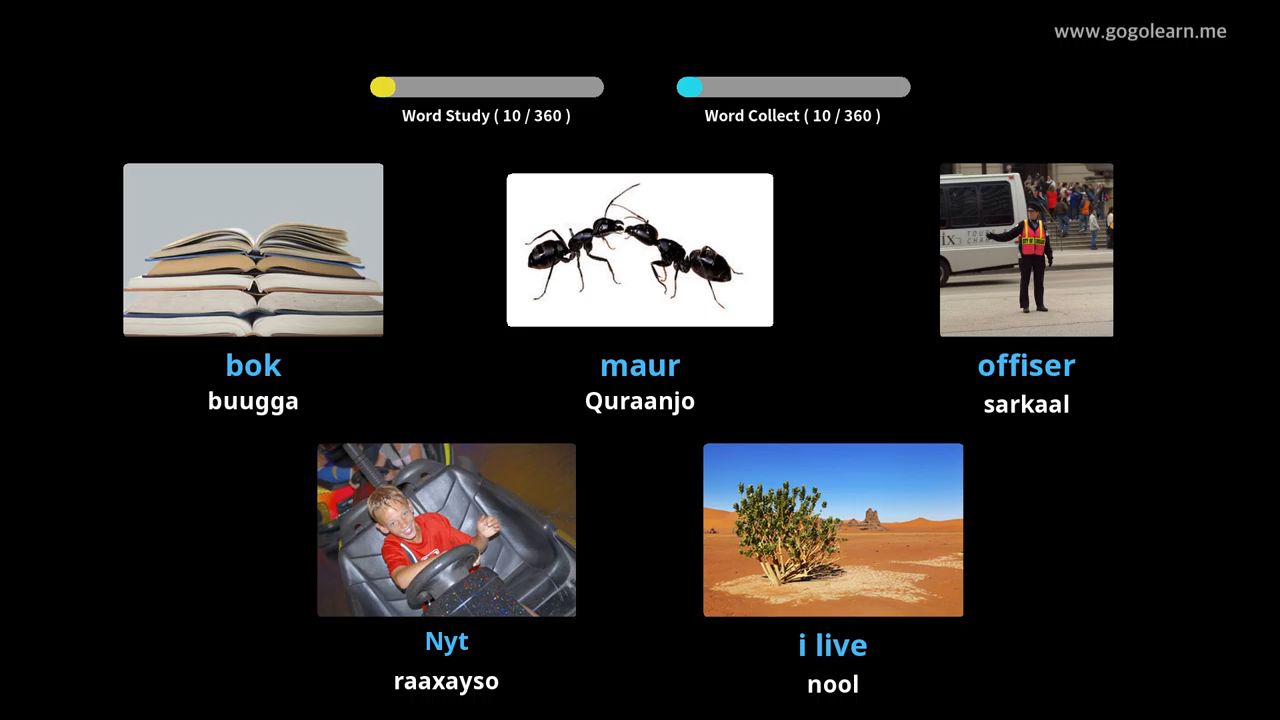 www.gogolearn.me
Word Study ( 10 / 360 )
Word Collect ( 10 / 360 )
bok
buugga
maur
Quraanjo
offiser
sarkaal
Nyt
raaxayso
i live
nool